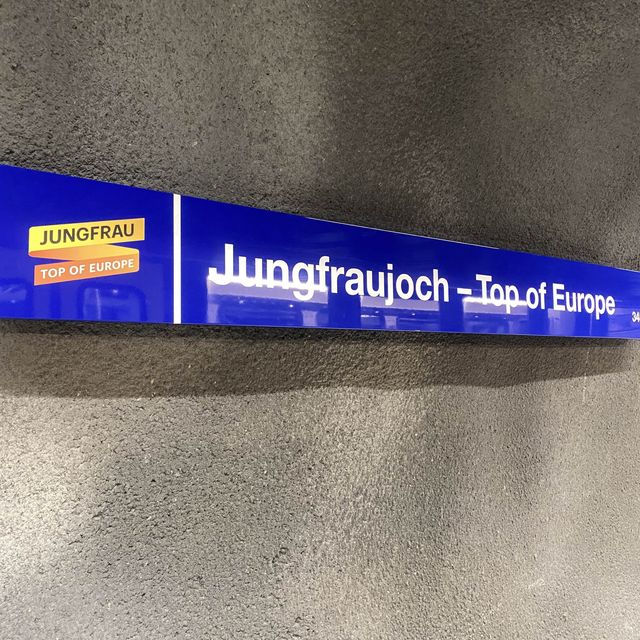 JUNGFRAU
TOP OF EUROPE
Jungfraujoch – Top of Europe